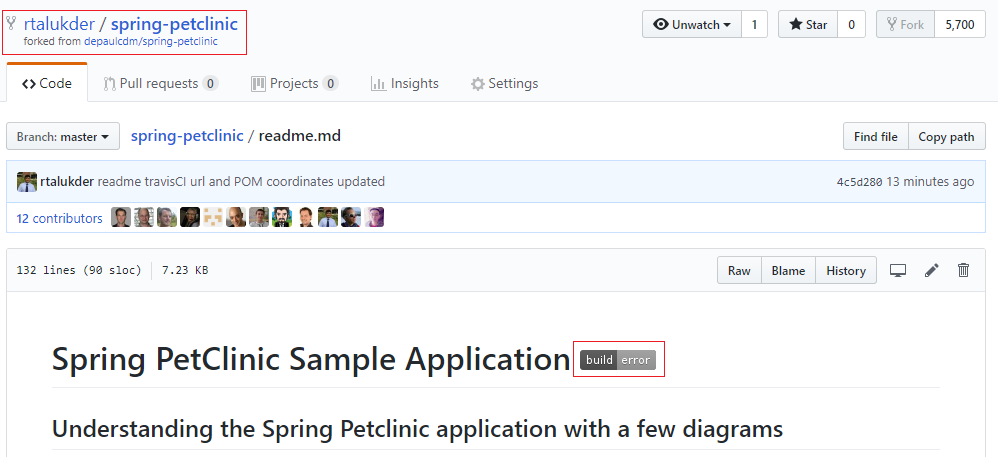 rtalukder / spring-petclinic
forked from depaulcdm/spring-petclinic
Unwatch 1 Star 0 Fork 5,700
Code Pull requests 0 Projects 0 Insights Settings
Branch: master spring-petclinic / readme.md Find file Copy path
rtalukder readme travisCI url and POM coordinates updated 4c5d280 13 minutes ago
12 contributors
132 lines (90 sloc) 7.23 KB Raw Blame History
Spring PetClinic Sample Application build error
Understanding the Spring Petclinic application with a few diagrams